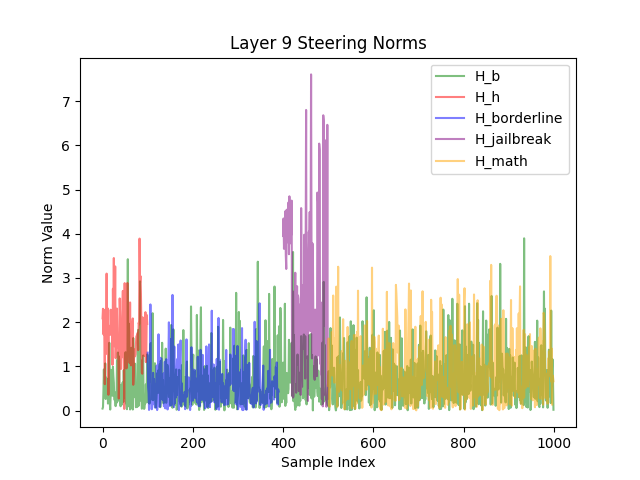 Layer 9 Steering Norms
H_b
H_h
H_borderline
H_jailbreak
H_math
Norm Value
7
6
5
4
3
2
1
0
0 200 400 600 800 1000
Sample Index